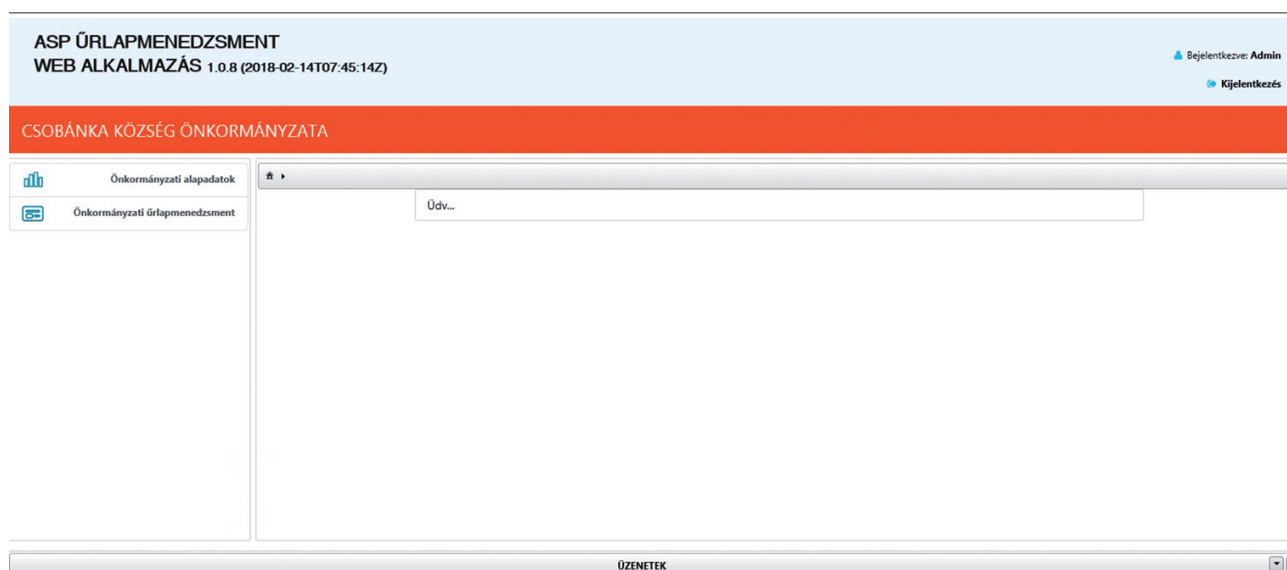 ASP ŰRLAPMENEDZSMENT
WEB ALKALMAZÁS 1.0.8 (2018-02-14T07:45:14Z)
Bejelentkezve: Admin
Kijelentkezés
CSOBÁNKA KÖZSÉG ÖNKORMÁNYZATA
Önkormányzati alapadatok
Önkormányzati űrlapmenedzsment
Üdv...
ÜZENETEK